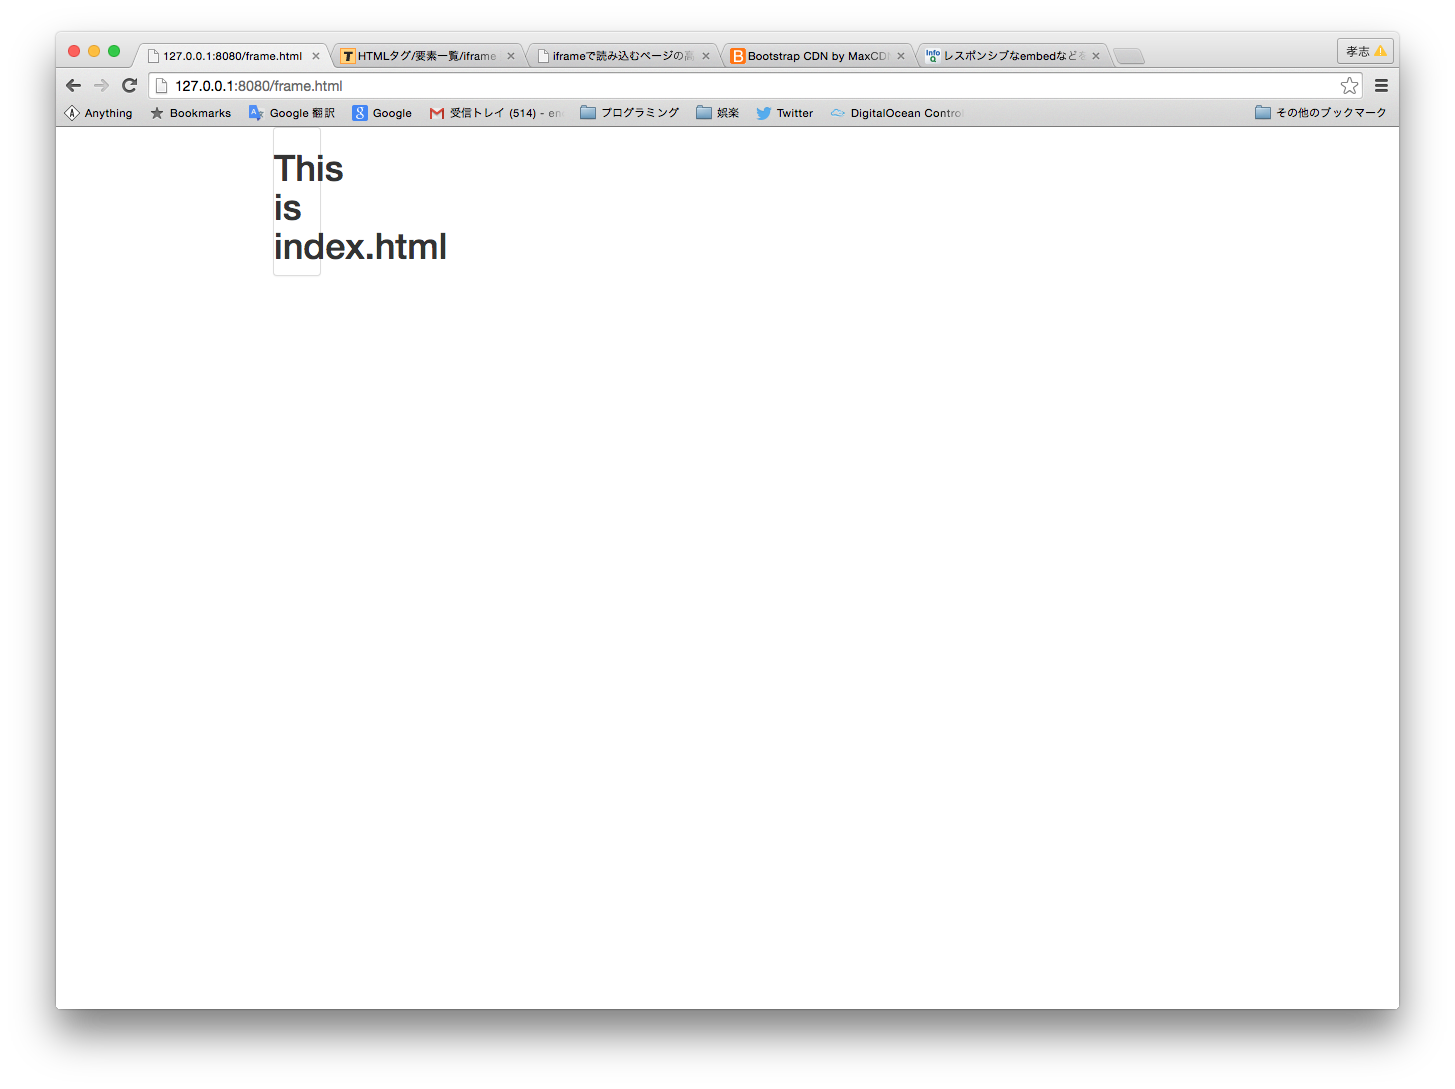 127.0.0.1:8080/frame.html
HTMLタグ/要素一覧/iframe
iframeで読み込むページの高
Bootstrap CDN by MaxCDN
レスポンシブなembedなどを
孝志
127.0.0.1:8080/frame.html
Anything
Bookmarks
Google 翻訳
Google
受信トレイ (514) - en
プログラミング
娯楽
Twitter
DigitalOcean Control
その他のブックマーク
This
is
index.html